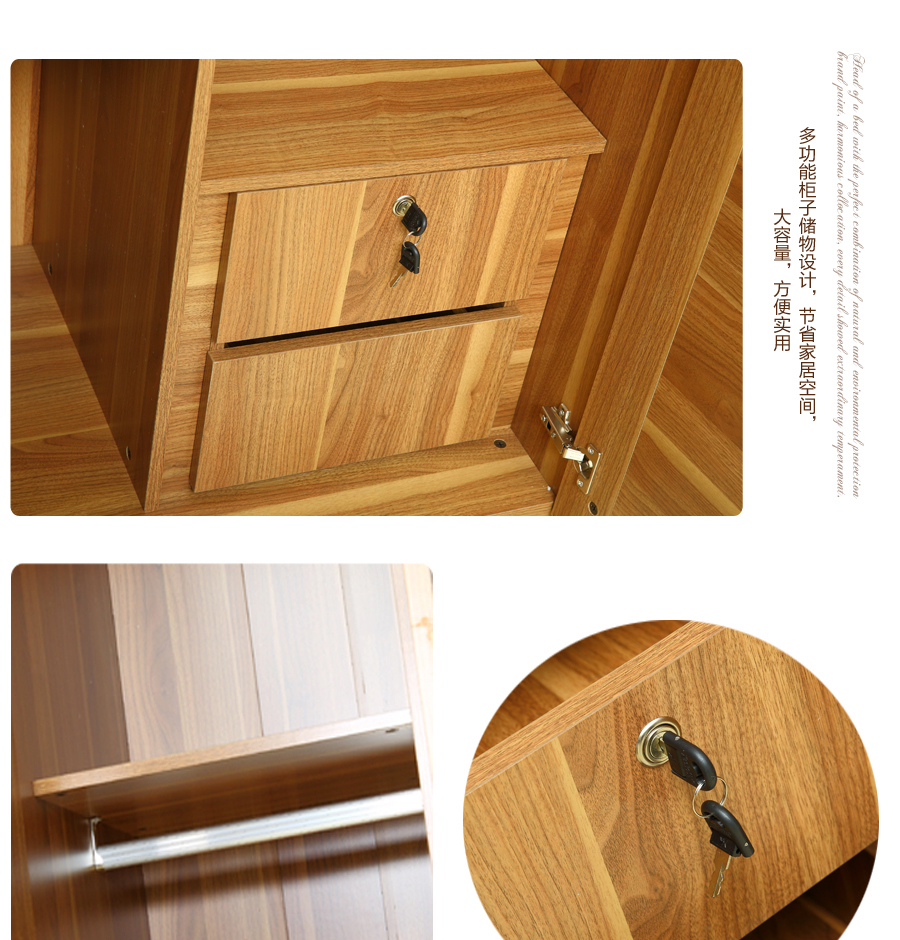 Head of a bed with the perfect combination of natural and environmental protection
brand paint, harmonious collocation, every detail showed extraordinary temperament.
多功能柜子储物设计，节省家居空间，
大容量，方便实用